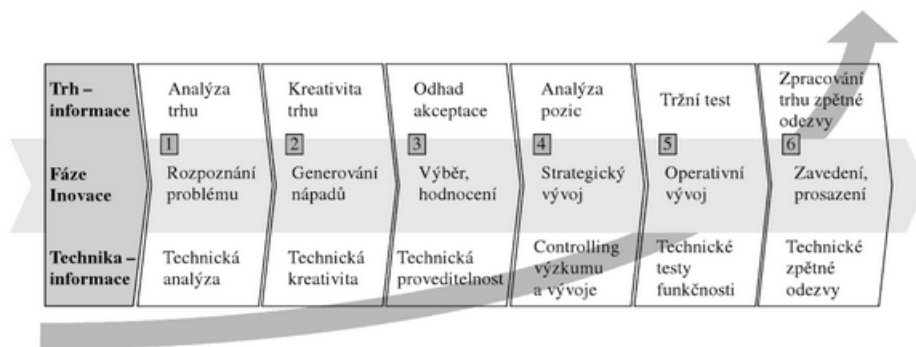 Trh –
informace
Analýza
trhu
Kreativita
trhu
Odhad
akceptace
Analýza
pozic
Tržní test
Zpracování
trhu zpětné
odezvy
1
2
3
4
5
6
Fáze
Inovace
Rozpoznání
problému
Generování
nápadů
Výběr,
hodnocení
Strategický
vývoj
Operativní
vývoj
Zavedení,
prosazení
Technika –
informace
Technická
analýza
Technická
kreativita
Technická
proveditelnost
Controlling
výzkumu
a vývoje
Technické
testy
funkčnosti
Technické
zpětné
odezvy